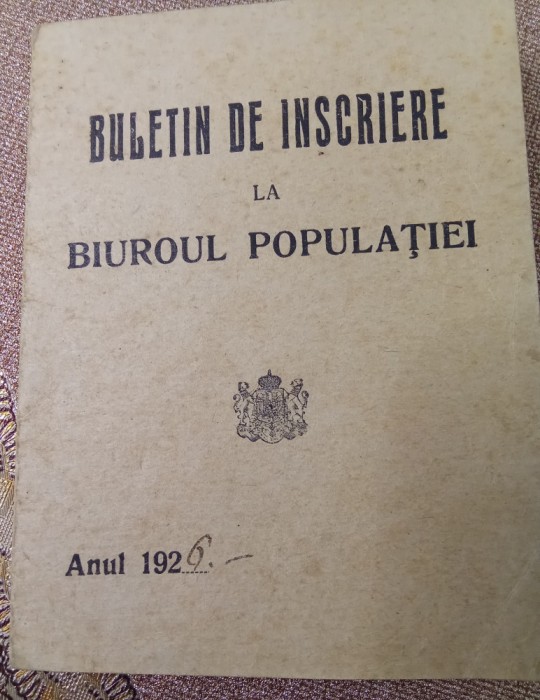 BULETIN DE INSCRIERE
LA
BIUROUL POPULAŢIEI
Anul 1926.—